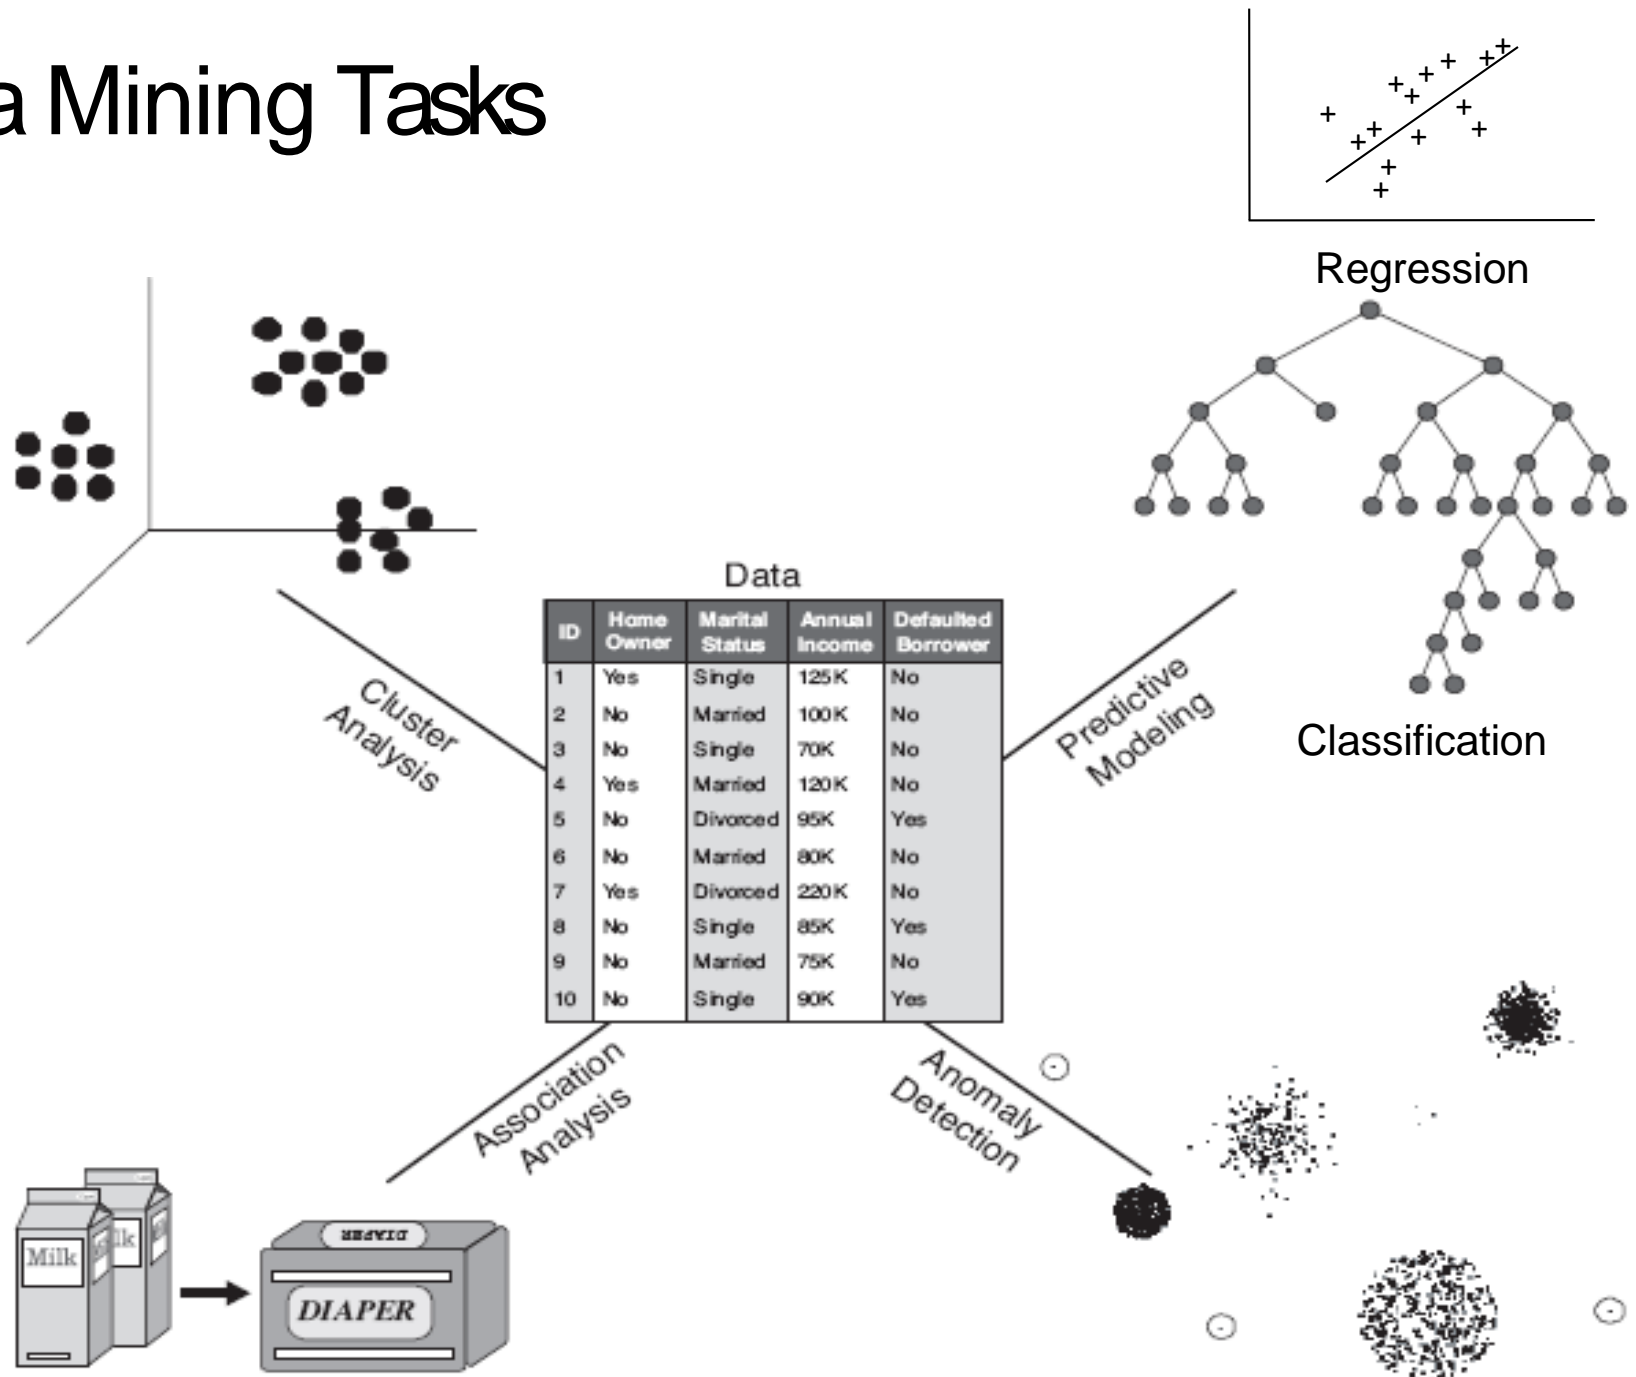 a Mining Tasks
Regression
Classification
Data
ID Home Owner Marital Status Annual Income Defaulted Borrower
1 Yes Single 125K No
2 No Married 100K No
3 No Single 70K No
4 Yes Married 120K No
5 No Divorced 95K Yes
6 No Married 80K No
7 Yes Divorced 220K No
8 No Single 85K Yes
9 No Married 75K No
10 No Single 90K Yes
Cluster
Analysis
Predictive
Modeling
Association
Analysis
Anomaly
Detection
Milk
lk
DIAPER
DIAPER